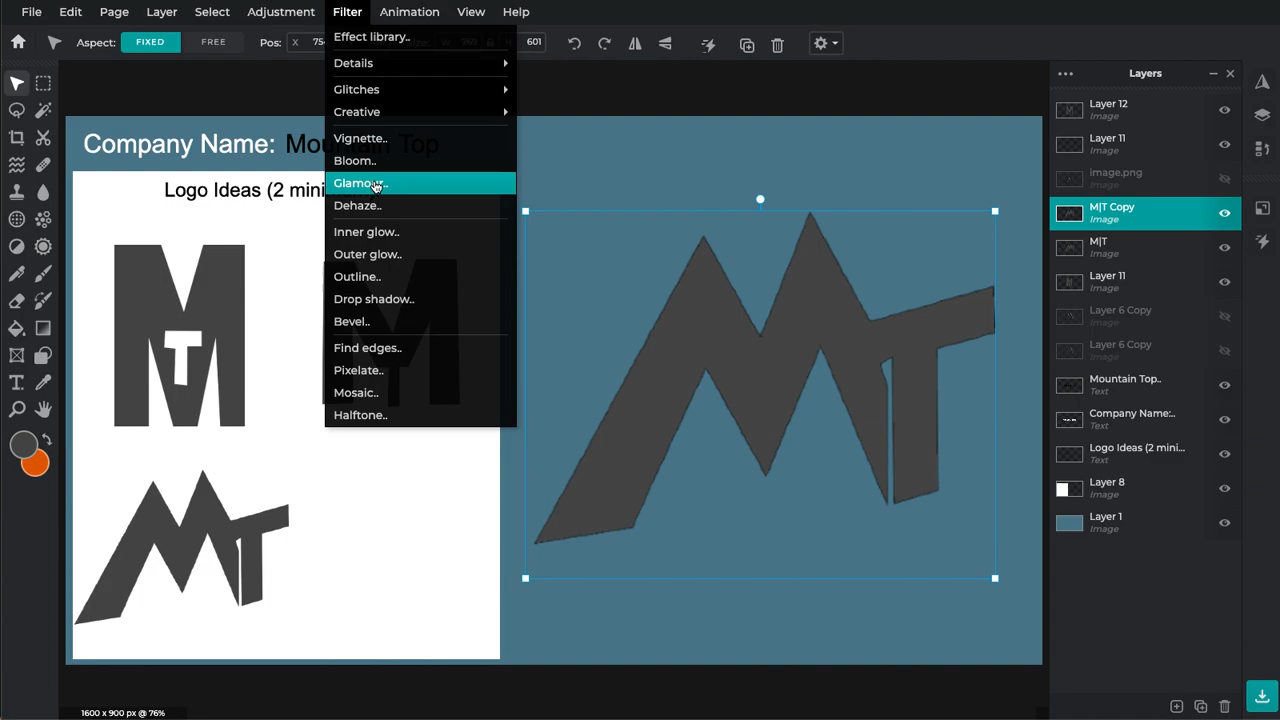 File Edit Page Layer Select Adjustment Filter Animation View Help
Aspect: FIXED FREE Pos: X 601
Effect library..
Details
Glitches
Creative
Vignette..
Bloom..
Glamour..
Dehaze..
Inner glow..
Outer glow..
Outline..
Drop shadow..
Bevel..
Find edges..
Pixelate..
Mosaic..
Halftone..
Company Name: Mountain Top
Logo Ideas (2 mini
M
T
M
T
MT
MT
Layers
Layer 12
Image
Layer 11
Image
image.png
Image
M|T Copy
Image
M|T
Image
Layer 11
Image
Layer 6 Copy
Image
Layer 6 Copy
Image
Mountain Top..
Text
Company Name:..
Text
Logo Ideas (2 mini...
Text
Layer 8
Image
Layer 1
Image
1600 x 900 px @ 76%